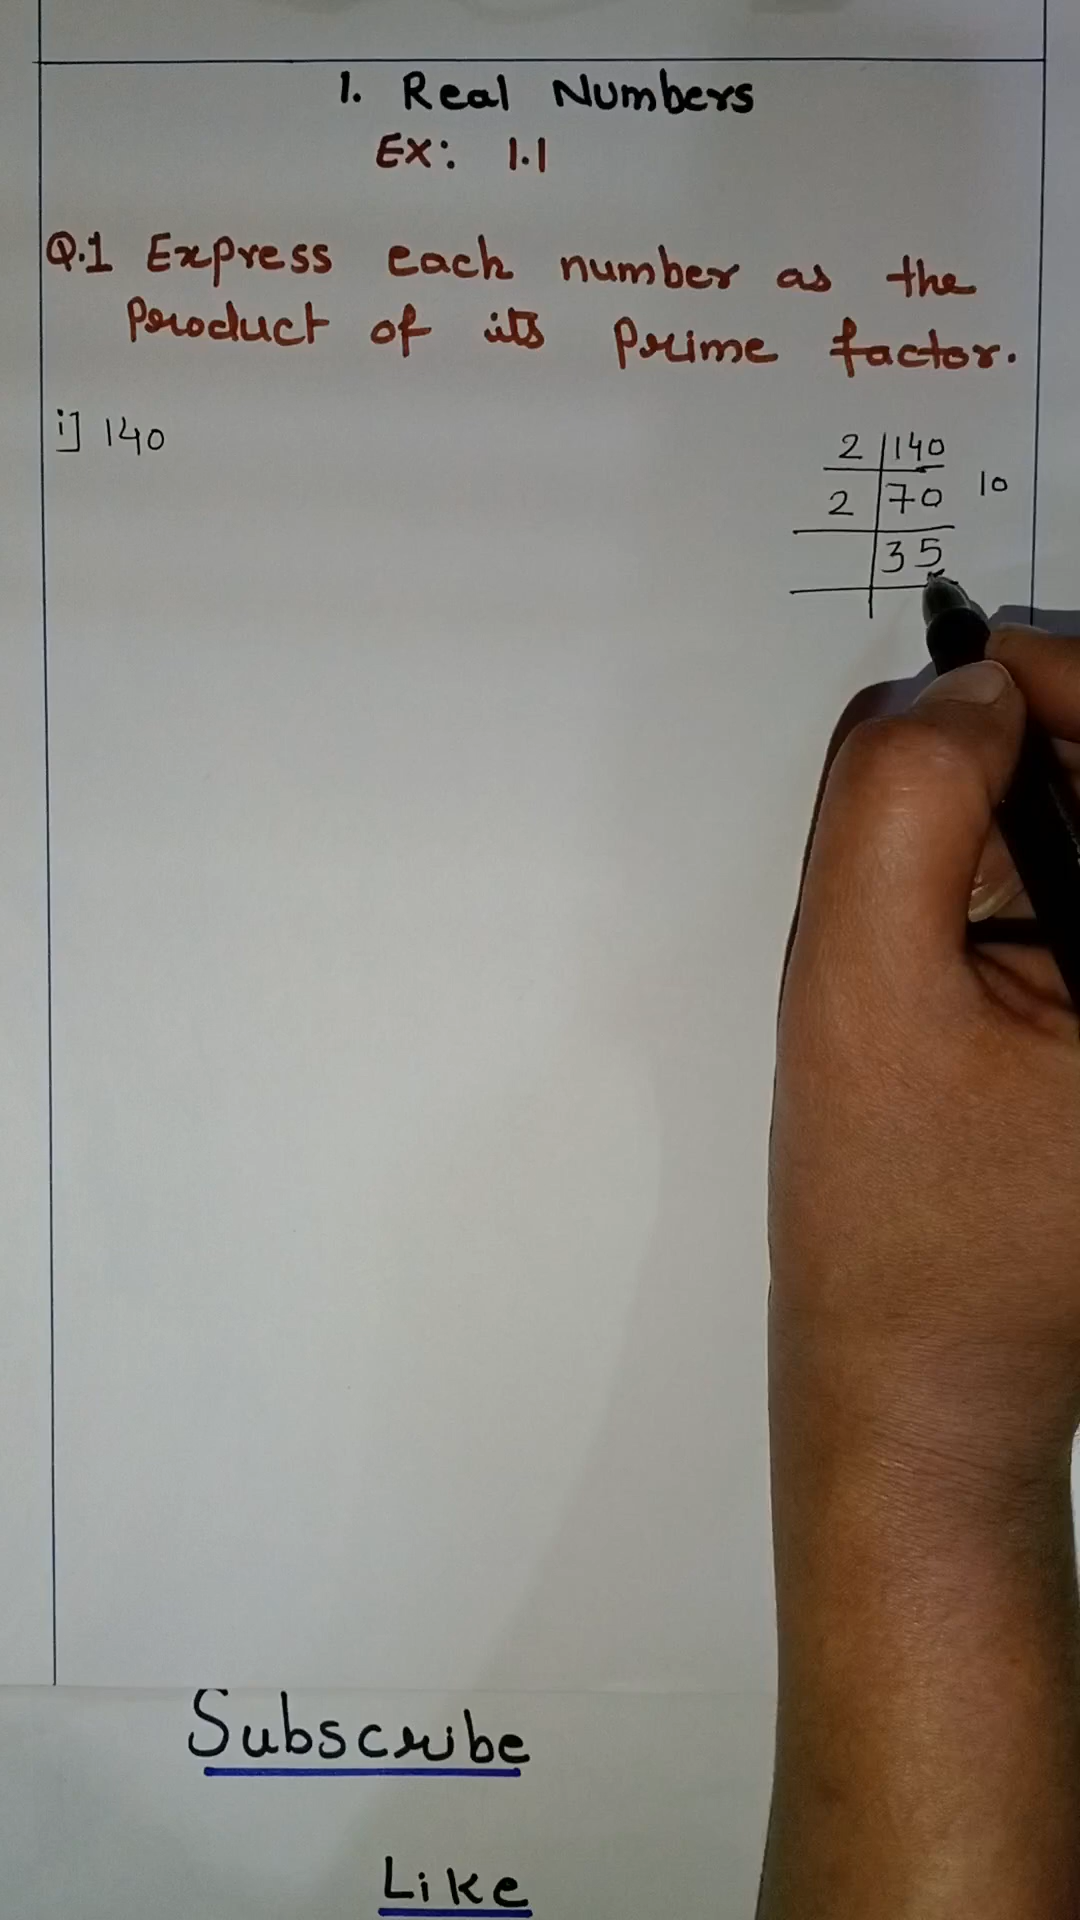 1. Real Numbers
Ex: 1.1
Q.1 Express each number as the
Product of its Prime factor.
i] 140
2 | 140
2 | 70 10
35
Subscribe
Like